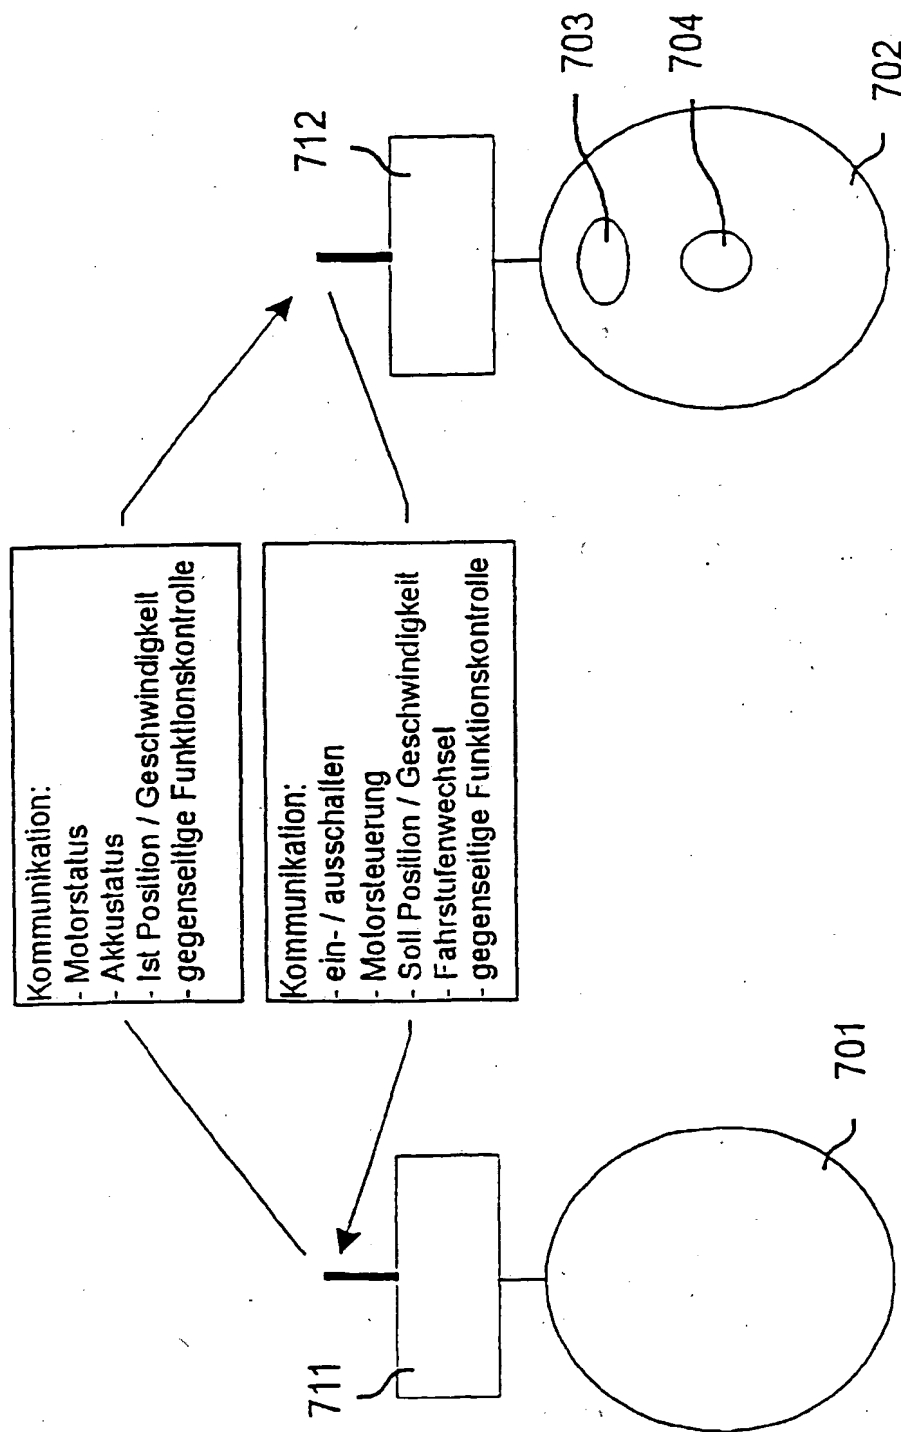 Kommunikation:
- Motorstatus
- Akkustatus
- Ist Position / Geschwindigkeit
- gegenseitige Funktionskontrolle
Kommunikation:
- ein- / ausschalten
- Motorsteuerung
- Soll Position / Geschwindigkeit
- Fahrstufenwechsel
- gegenseitige Funktionskontrolle
711
712
703
704
701
702